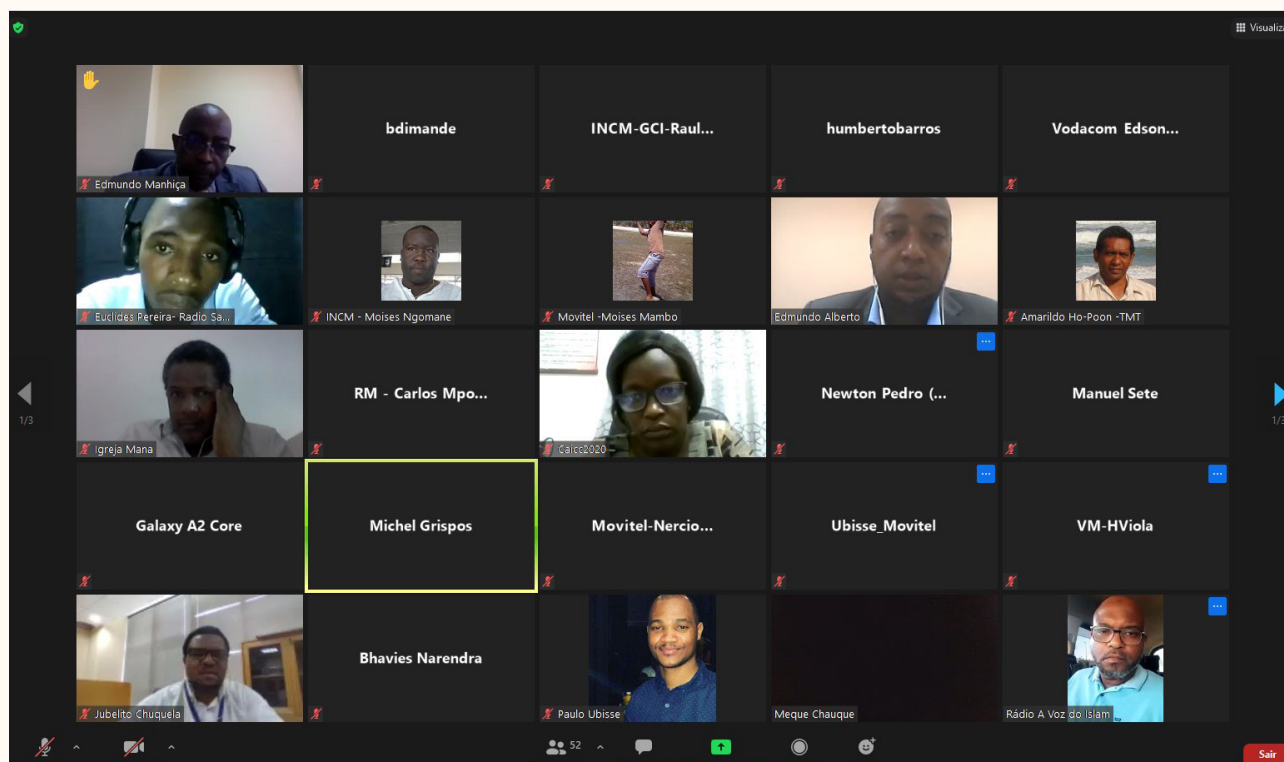 Visualiza
Edmundo Manhiça
bdimande
INCM-GCI-Raul...
humbertobarros
Vodacom Edson...
Euclides Pereira- Radio Sa...
INCM - Moises Ngomane
Movitel -Moises Mambo
Edmundo Alberto
Amarildo Ho-Poon -TMT
1/3
1/3
Igreja Mana
RM - Carlos Mpo...
Caicc2020
Newton Pedro (...
Manuel Sete
Galaxy A2 Core
Michel Grispos
Movitel-Nercio...
Ubisse_Movitel
VM-HViola
Jubelito Chuquela
Bhavies Narendra
Paulo Ubisse
Meque Chauque
Rádio A Voz do Islam
52
Sair